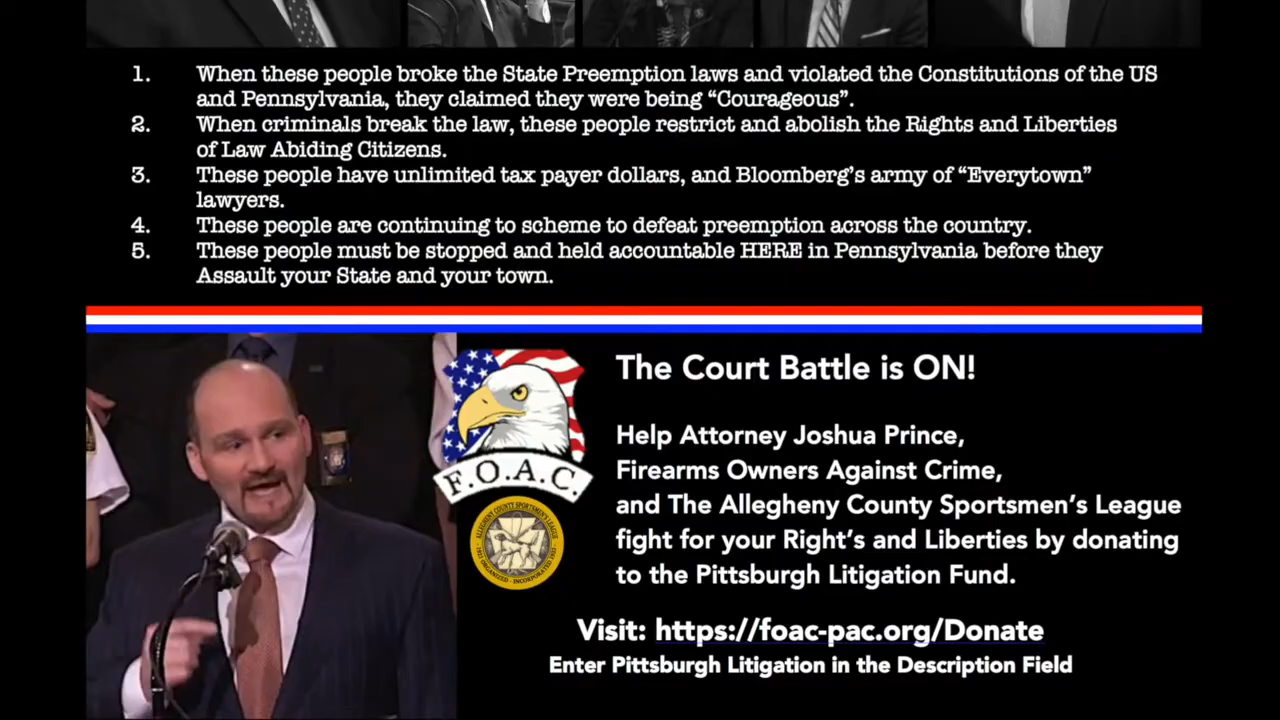 1. When these people broke the State Preemption laws and violated the Constitutions of the US
and Pennsylvania, they claimed they were being “Courageous”.
2. When criminals break the law, these people restrict and abolish the Rights and Liberties
of Law Abiding Citizens.
3. These people have unlimited tax payer dollars, and Bloomberg’s army of “Everytown”
lawyers.
4. These people are continuing to scheme to defeat preemption across the country.
5. These people must be stopped and held accountable HERE in Pennsylvania before they
Assault your State and your town.
The Court Battle is ON!
F.O.A.C.
Help Attorney Joshua Prince,
Firearms Owners Against Crime,
and The Allegheny County Sportsmen’s League
fight for your Right’s and Liberties by donating
to the Pittsburgh Litigation Fund.
ALLEGHENY COUNTY SPORTSMEN'S LEAGUE
Visit: https://foac-pac.org/Donate
Enter Pittsburgh Litigation in the Description Field